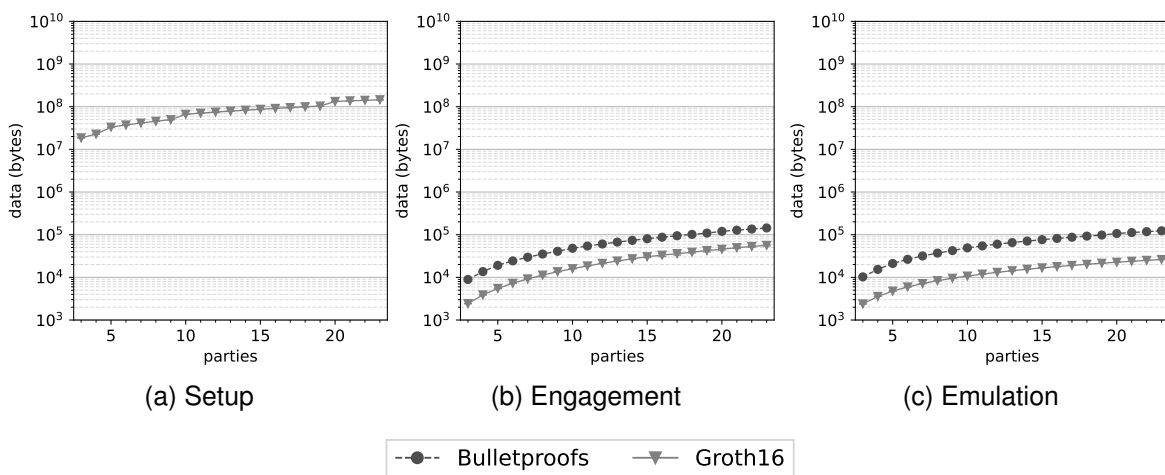 10^10
10^9
10^8
10^7
10^6
10^5
10^4
10^3
data (bytes)
5 10 15 20
parties
(a) Setup
10^10
10^9
10^8
10^7
10^6
10^5
10^4
10^3
data (bytes)
5 10 15 20
parties
(b) Engagement
10^10
10^9
10^8
10^7
10^6
10^5
10^4
10^3
data (bytes)
5 10 15 20
parties
(c) Emulation
Bulletproofs Groth16